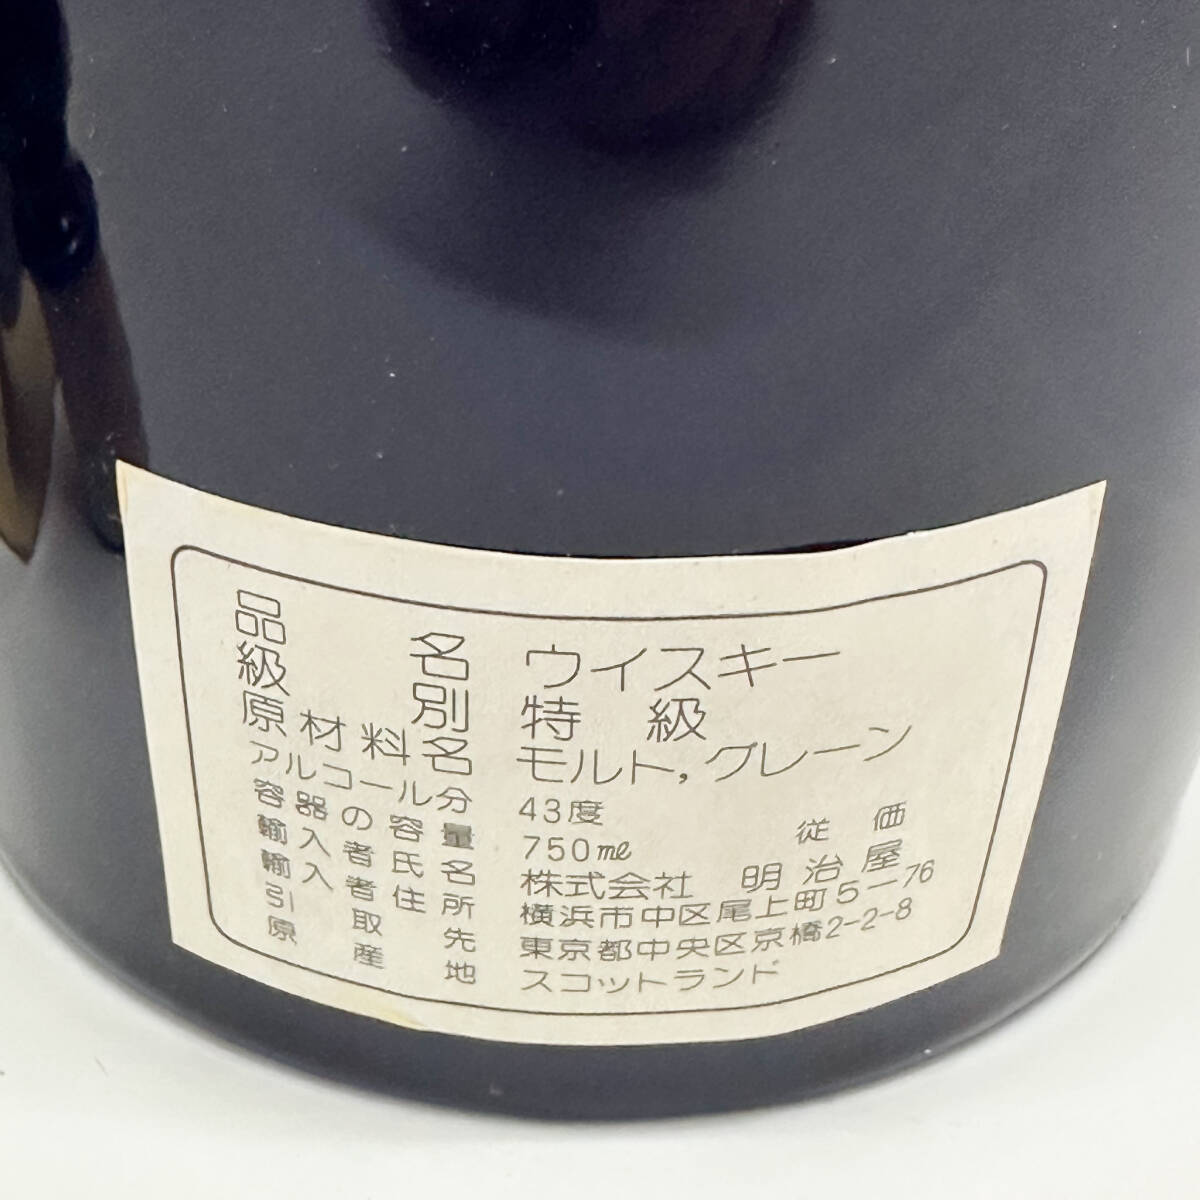 品名 ウイスキー
級別 特級
原材料名 モルト,グレーン
アルコール分 43度
容器の容量 750㎖ 従価
輸入者氏名 株式会社 明治屋
輸入者住所 横浜市中区尾上町5-76
引取先 東京都中央区京橋2-2-8
原産地 スコットランド